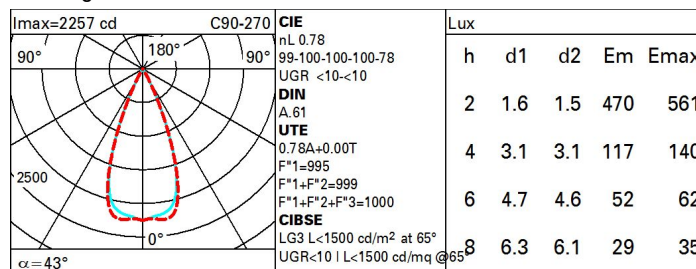 Imax=2257 cd C90-270
90° 180° 90°
2500
0°
α=43°
CIE
nL 0.78
99-100-100-100-78
UGR <10-<10
DIN
A.61
UTE
0.78A+0.00T
F"1=995
F"1+F"2=999
F"1+F"2+F"3=1000
CIBSE
LG3 L<1500 cd/m² at 65°
UGR<10 | L<1500 cd/mq @65°
Lux
h d1 d2 Em Emax
2 1.6 1.5 470 561
4 3.1 3.1 117 140
6 4.7 4.6 52 62
8 6.3 6.1 29 35